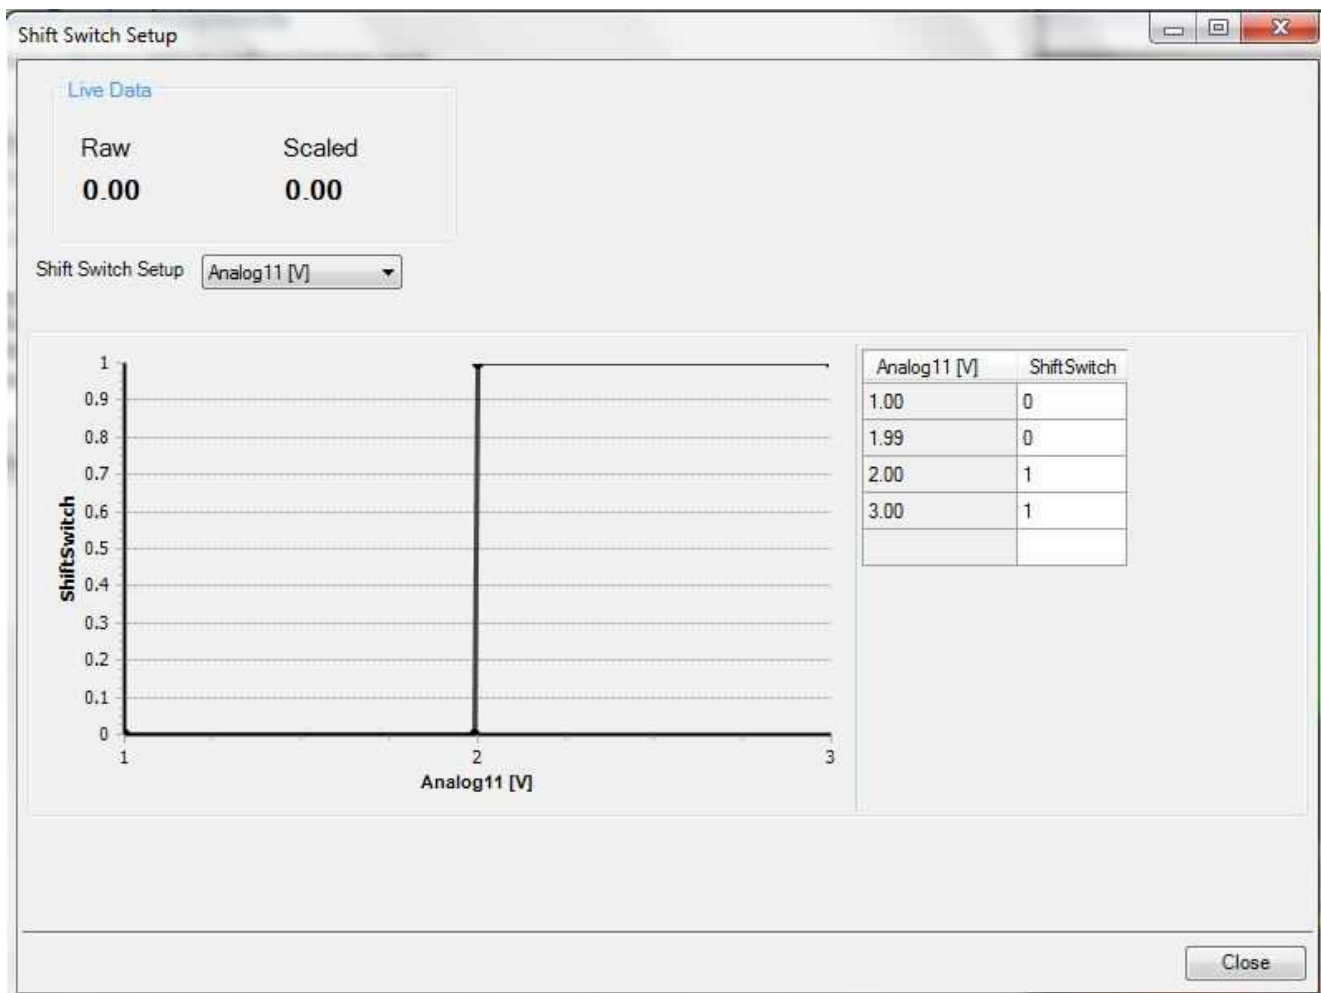 Shift Switch Setup
Live Data
Raw Scaled
0.00 0.00
Shift Switch Setup Analog11 [V]
1
0.9
0.8
0.7
0.6
0.5
0.4
0.3
0.2
0.1
0
ShiftSwitch
1 2 3
Analog11 [V]
Analog11 [V] ShiftSwitch
1.00 0
1.99 0
2.00 1
3.00 1
Close